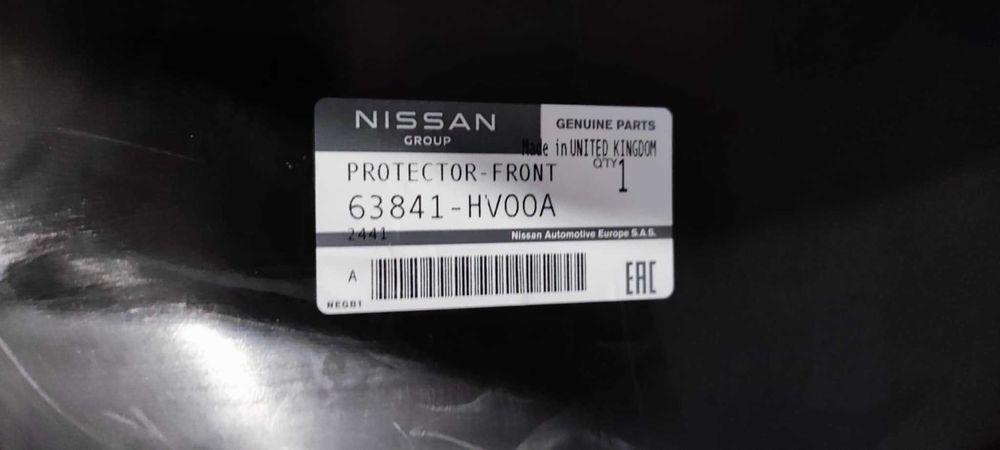 NISSAN
GROUP
GENUINE PARTS
Made in UNITED KINGDOM
PROTECTOR-FRONT
QTY 1
63841-HV00A
2441
Nissan Automotive Europe S.A.S.
A
EAC
NEGB1